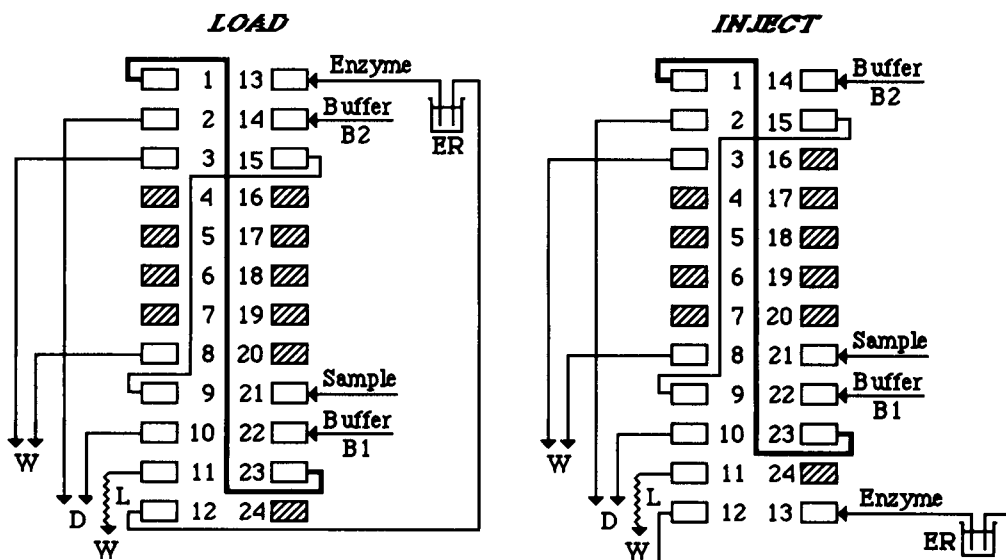 LOAD
1 13 Enzyme
2 14 Buffer B2
ER
3 15
4 16
5 17
6 18
7 19
8 20
9 21 Sample
10 22 Buffer B1
W
11 23
L
D
12 24
W
INJECT
1 14 Buffer B2
2 15
3 16
4 17
5 18
6 19
7 20
8 21 Sample
9 22 Buffer B1
10 23
W
11 24
L
D
12 13 Enzyme
W
ER